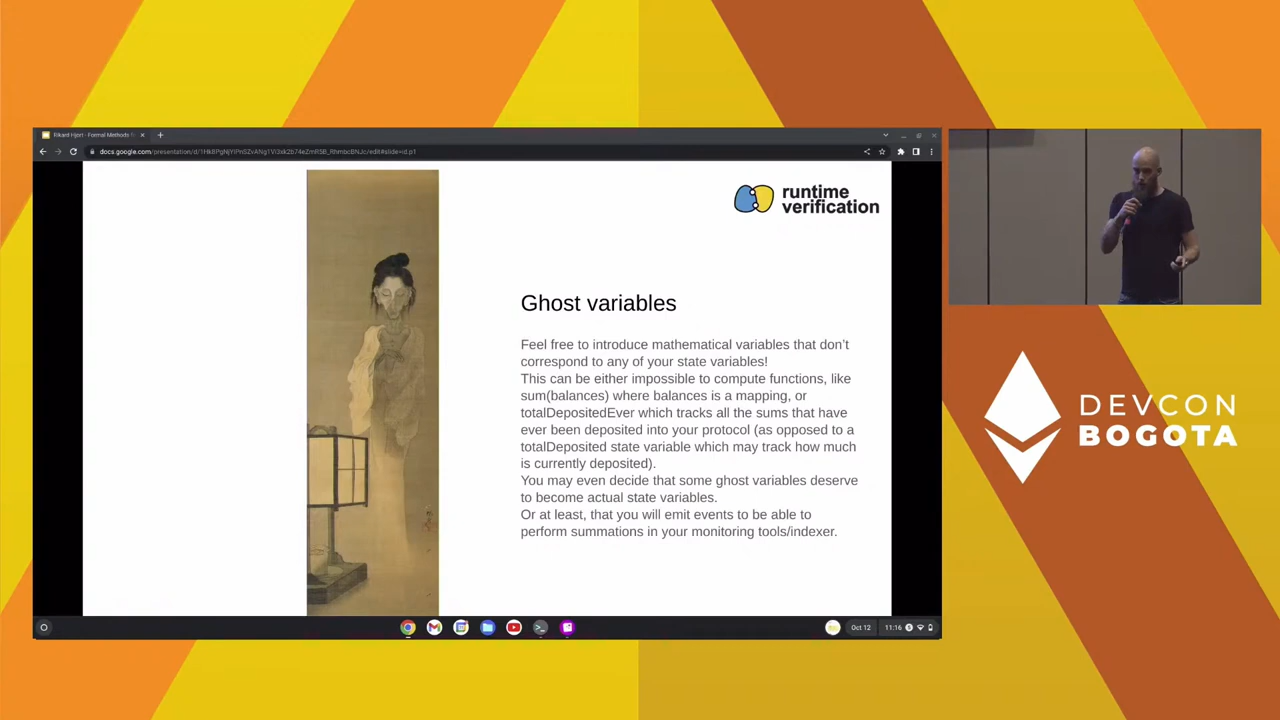 Rikard Hjort - Formal Methods
runtime
verification
Ghost variables
Feel free to introduce mathematical variables that don't
correspond to any of your state variables!
This can be either impossible to compute functions, like
sum(balances) where balances is a mapping, or
totalDepositedEver which tracks all the sums that have
ever been deposited into your protocol (as opposed to a
totalDeposited state variable which may track how much
is currently deposited).
You may even decide that some ghost variables deserve
to become actual state variables.
Or at least, that you will emit events to be able to
perform summations in your monitoring tools/indexer.
Oct 12
11:16
DEVCON
BOGOTA